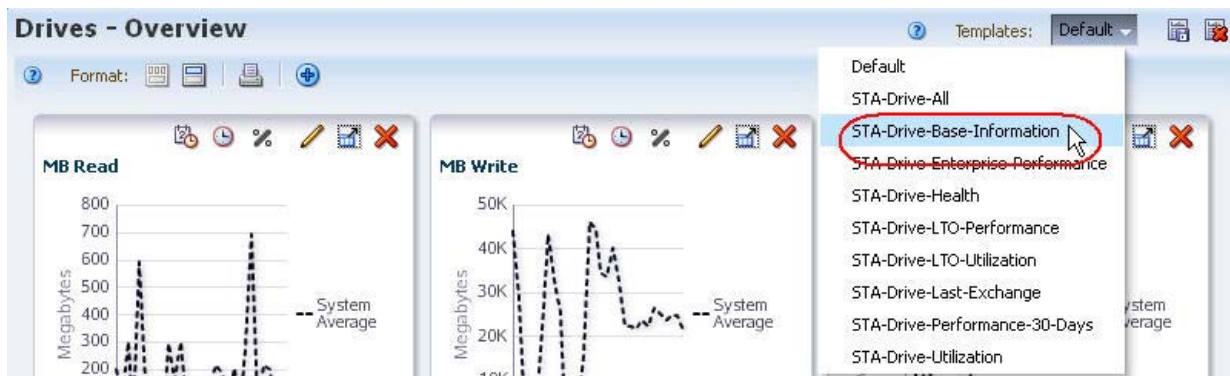 Drives - Overview
Templates: Default
Format:
Default
STA-Drive-All
STA-Drive-Base-Information
STA-Drive-Enterprise-Performance
STA-Drive-Health
STA-Drive-LTO-Performance
STA-Drive-LTO-Utilization
STA-Drive-Last-Exchange
STA-Drive-Performance-30-Days
STA-Drive-Utilization
MB Read
800
700
600
500
400
300
200
Megabytes
System
Average
MB Write
50K
40K
30K
20K
10K
Megabytes
System
Average
ystem
verage